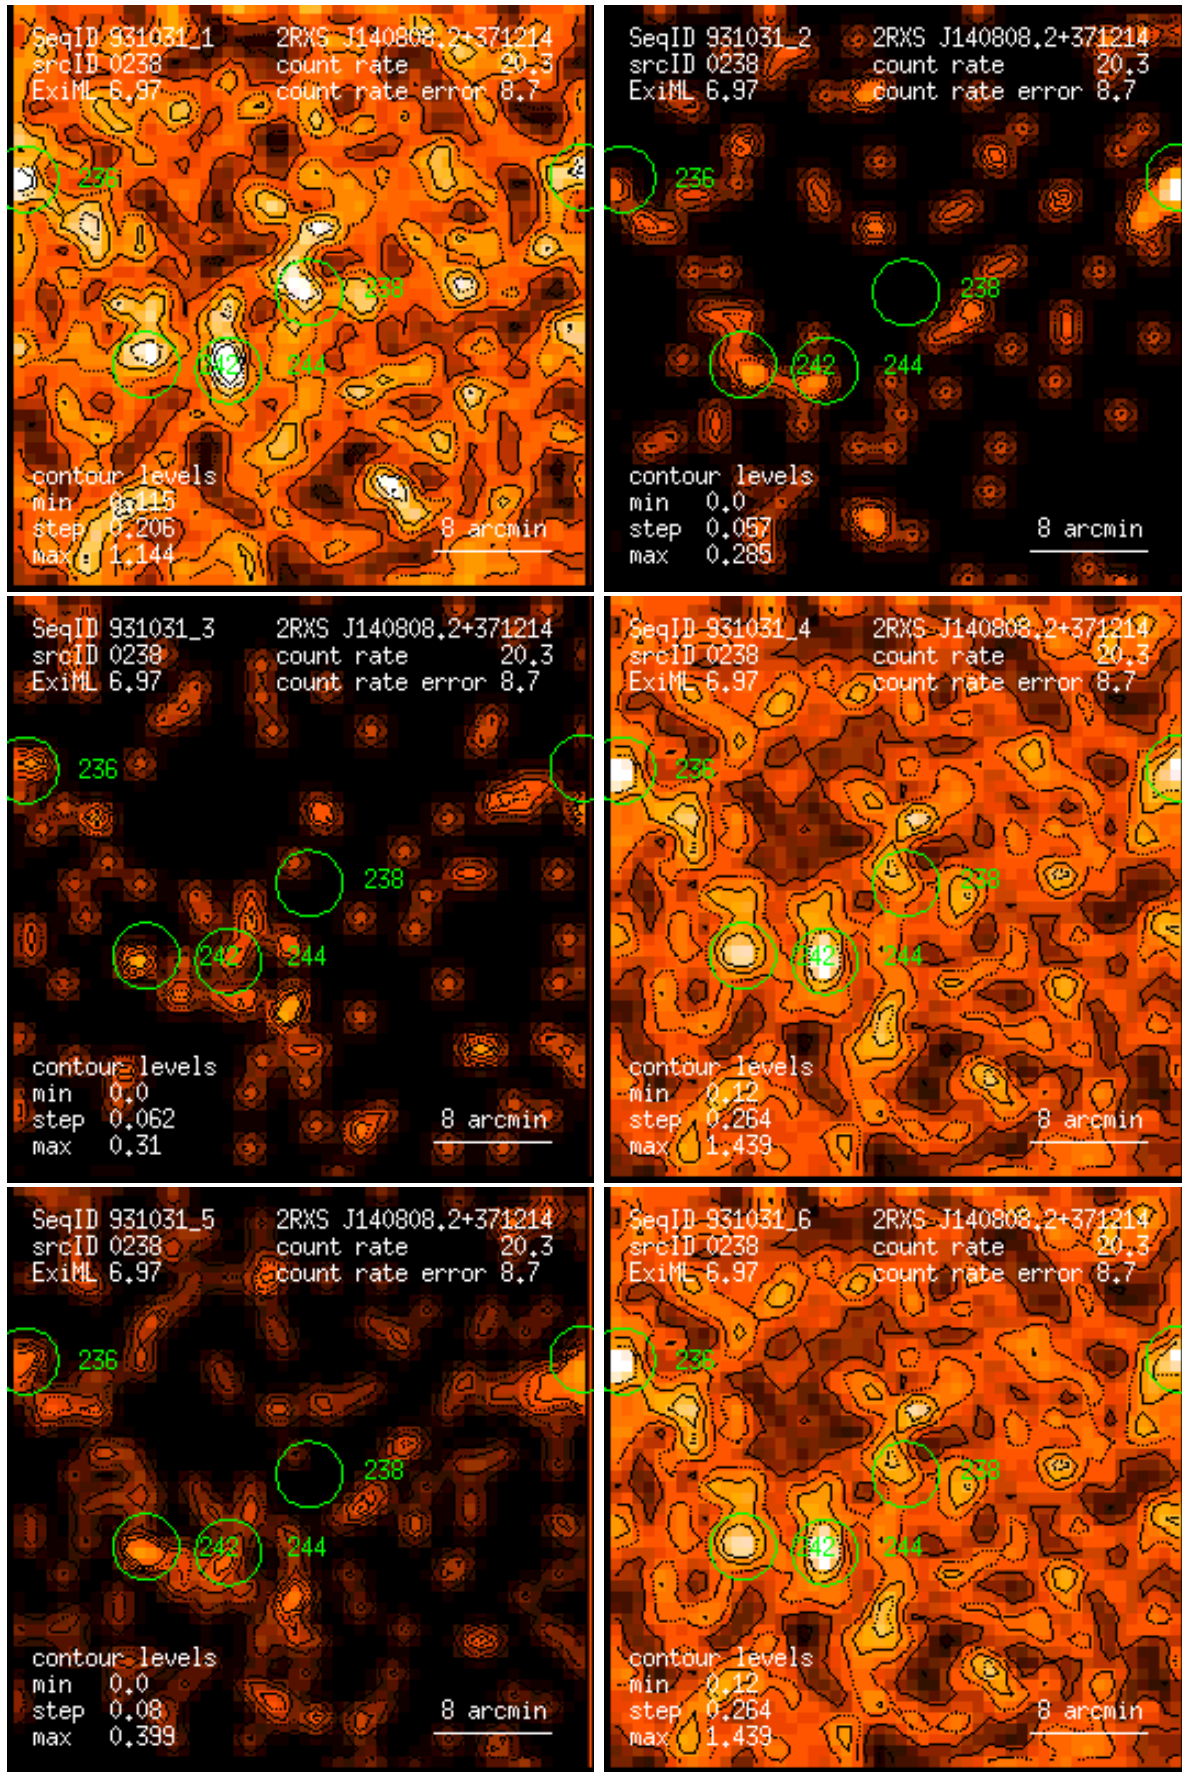 SeqID 931031_1 2RXS J140808.2+371214
srcID 0238 count rate 20.3
ExiML 6.97 count rate error 8.7
236
238
242 244
contour levels
min 0.115
step 0.206 8 arcmin
max 1.144
SeqID 931031_2 2RXS J140808.2+371214
srcID 0238 count rate 20.3
ExiML 6.97 count rate error 8.7
236
238
242 244
contour levels
min 0.0
step 0.057 8 arcmin
max 0.285
SeqID 931031_3 2RXS J140808.2+371214
srcID 0238 count rate 20.3
ExiML 6.97 count rate error 8.7
236
238
242 244
contour levels
min 0.0
step 0.062 8 arcmin
max 0.31
SeqID 931031_4 2RXS J140808.2+371214
srcID 0238 count rate 20.3
ExiML 6.97 count rate error 8.7
236
238
242 244
contour levels
min 0.12
step 0.264 8 arcmin
max 1.439
SeqID 931031_5 2RXS J140808.2+371214
srcID 0238 count rate 20.3
ExiML 6.97 count rate error 8.7
236
238
242 244
contour levels
min 0.0
step 0.08 8 arcmin
max 0.399
SeqID 931031_6 2RXS J140808.2+371214
srcID 0238 count rate 20.3
ExiML 6.97 count rate error 8.7
236
238
242 244
contour levels
min 0.12
step 0.264 8 arcmin
max 1.439